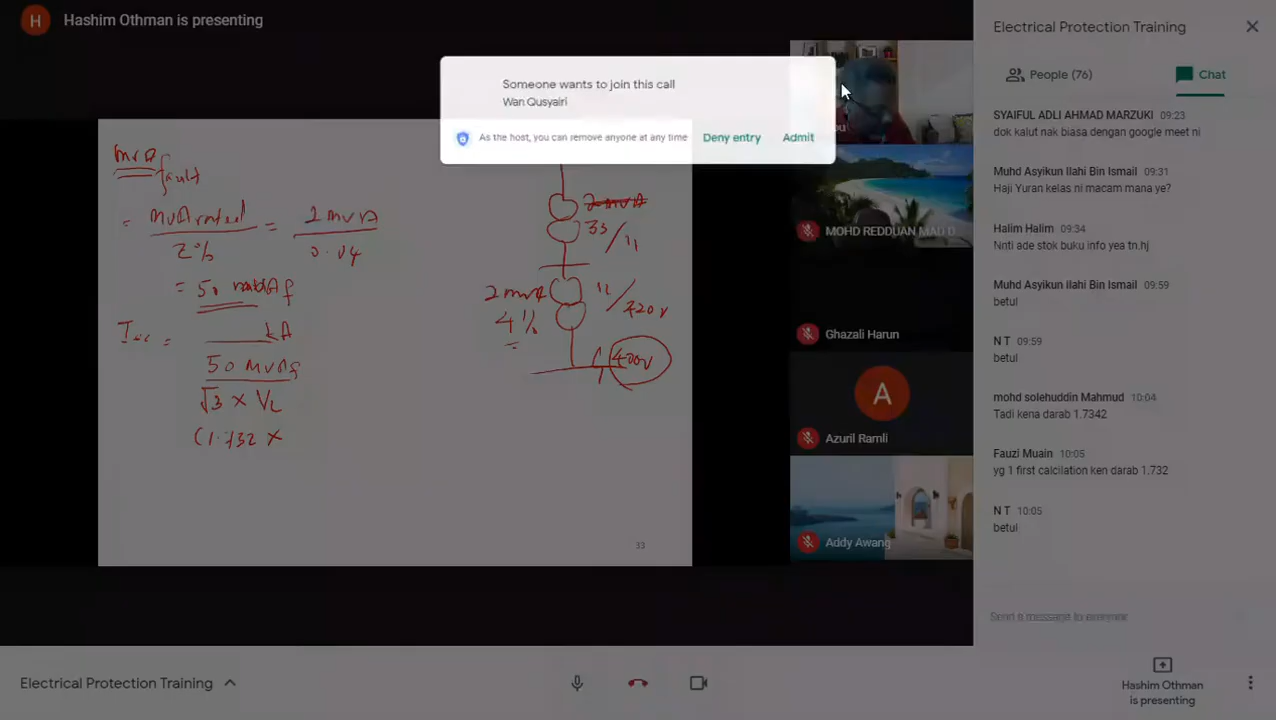 Hashim Othman is presenting
Someone wants to join this call
Wan Qusyairi
As the host, you can remove anyone at any time
Deny entry
Admit
Electrical Protection Training
People (76)
Chat
SYAIFUL ADLI AHMAD MARZUKI 09:23
dok kalut nak biasa dengan google meet ni
Muhd Asyikun Ilahi Bin Ismail 09:31
Haji Yuran kelas ni macam mana ye?
Halim Halim 09:34
Nnti ade stok buku info yea tn.hj
Muhd Asyikun Ilahi Bin Ismail 09:59
betul
N T 09:59
betul
mohd solehuddin Mahmud 10:04
Tadi kena darab 1.7342
Fauzi Muain 10:05
yg 1 first calcilation ken darab 1.732
N T 10:05
betul
Send a message to everyone
MVA fault
= MVA rated / Z% = 2 MVA / 0.04
= 50 MVAf
Isc = kA
50 MVAf
√3 × VL
(1.732 ×
2 MVA
33/11
2 MVA
11/420V
4%
400V
33
MOHD REDDUAN MAD D
Ghazali Harun
A
Azuril Ramli
Addy Awang
Electrical Protection Training
Hashim Othman
is presenting
H